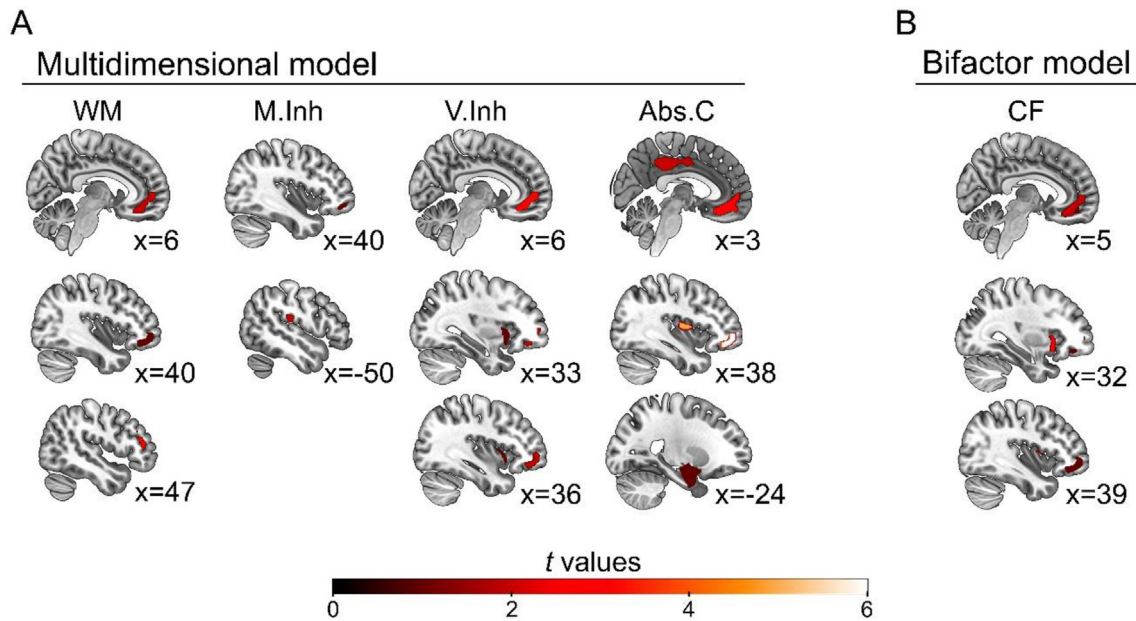 A
B
Multidimensional model
Bifactor model
WM
M.Inh
V.Inh
Abs.C
CF
x=6
x=40
x=6
x=3
x=5
x=40
x=-50
x=33
x=38
x=32
x=47
x=36
x=-24
x=39
t values
0
2
4
6